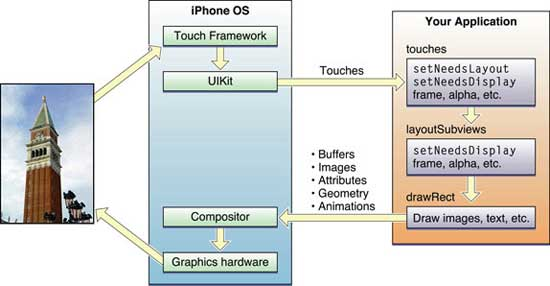 iPhone OS
Touch Framework
UIKit
Touches
Your Application
touches
setNeedsLayout
setNeedsDisplay
frame, alpha, etc.
layoutSubviews
setNeedsDisplay
frame, alpha, etc.
drawRect
Draw images, text, etc.
• Buffers
• Images
• Attributes
• Geometry
• Animations
Compositor
Graphics hardware